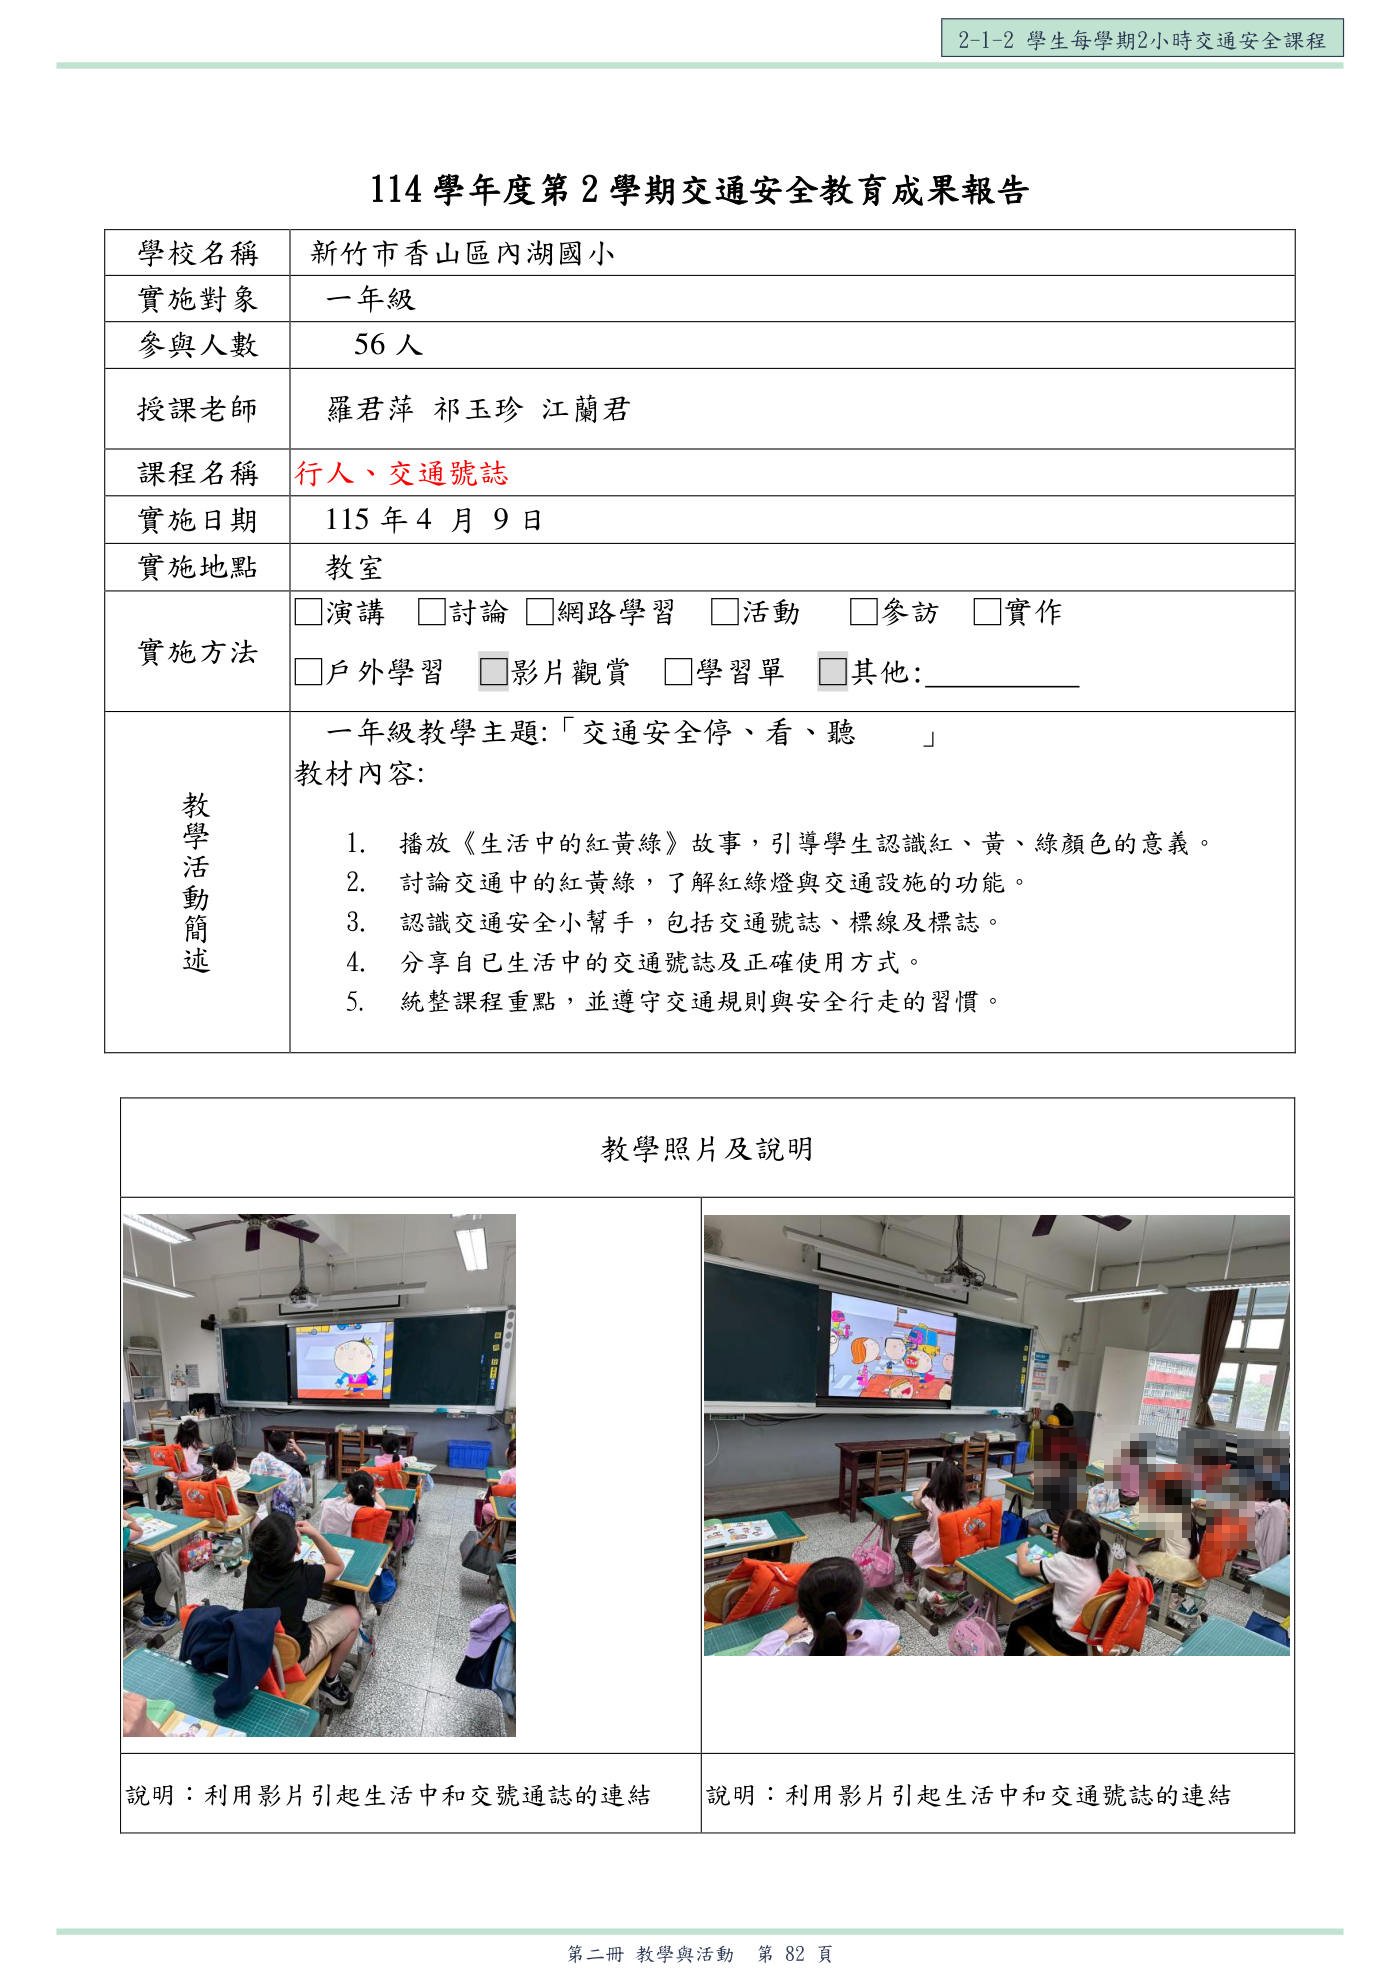 2-1-2 學生每學期2小時交通安全課程
114 學年度第 2 學期交通安全教育成果報告
學校名稱 新竹市香山區內湖國小
實施對象 一年級
參與人數 56 人
授課老師 羅君萍 祁玉珍 江蘭君
課程名稱 行人、交通號誌
實施日期 115 年 4 月 9 日
實施地點 教室
實施方法
□演講 □討論 □網路學習 □活動 □參訪 □實作
□戶外學習 □影片觀賞 □學習單 □其他:__________
教學活動簡述
一年級教學主題:「交通安全停、看、聽 」
教材內容:
1. 播放《生活中的紅黃綠》故事，引導學生認識紅、黃、綠顏色的意義。
2. 討論交通中的紅黃綠，了解紅綠燈與交通設施的功能。
3. 認識交通安全小幫手，包括交通號誌、標線及標誌。
4. 分享自已生活中的交通號誌及正確使用方式。
5. 統整課程重點，並遵守交通規則與安全行走的習慣。
教學照片及說明
說明：利用影片引起生活中和交號通誌的連結
說明：利用影片引起生活中和交通號誌的連結
第二冊 教學與活動 第 82 頁